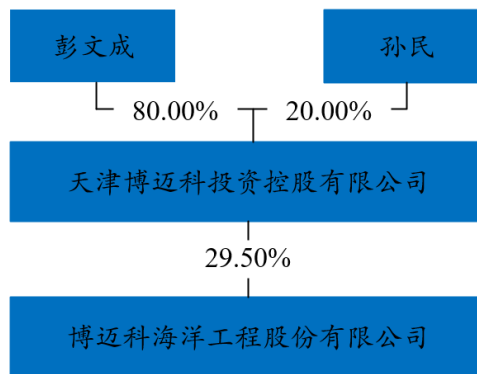 彭文成
孙民
80.00%
20.00%
天津博迈科投资控股有限公司
29.50%
博迈科海洋工程股份有限公司